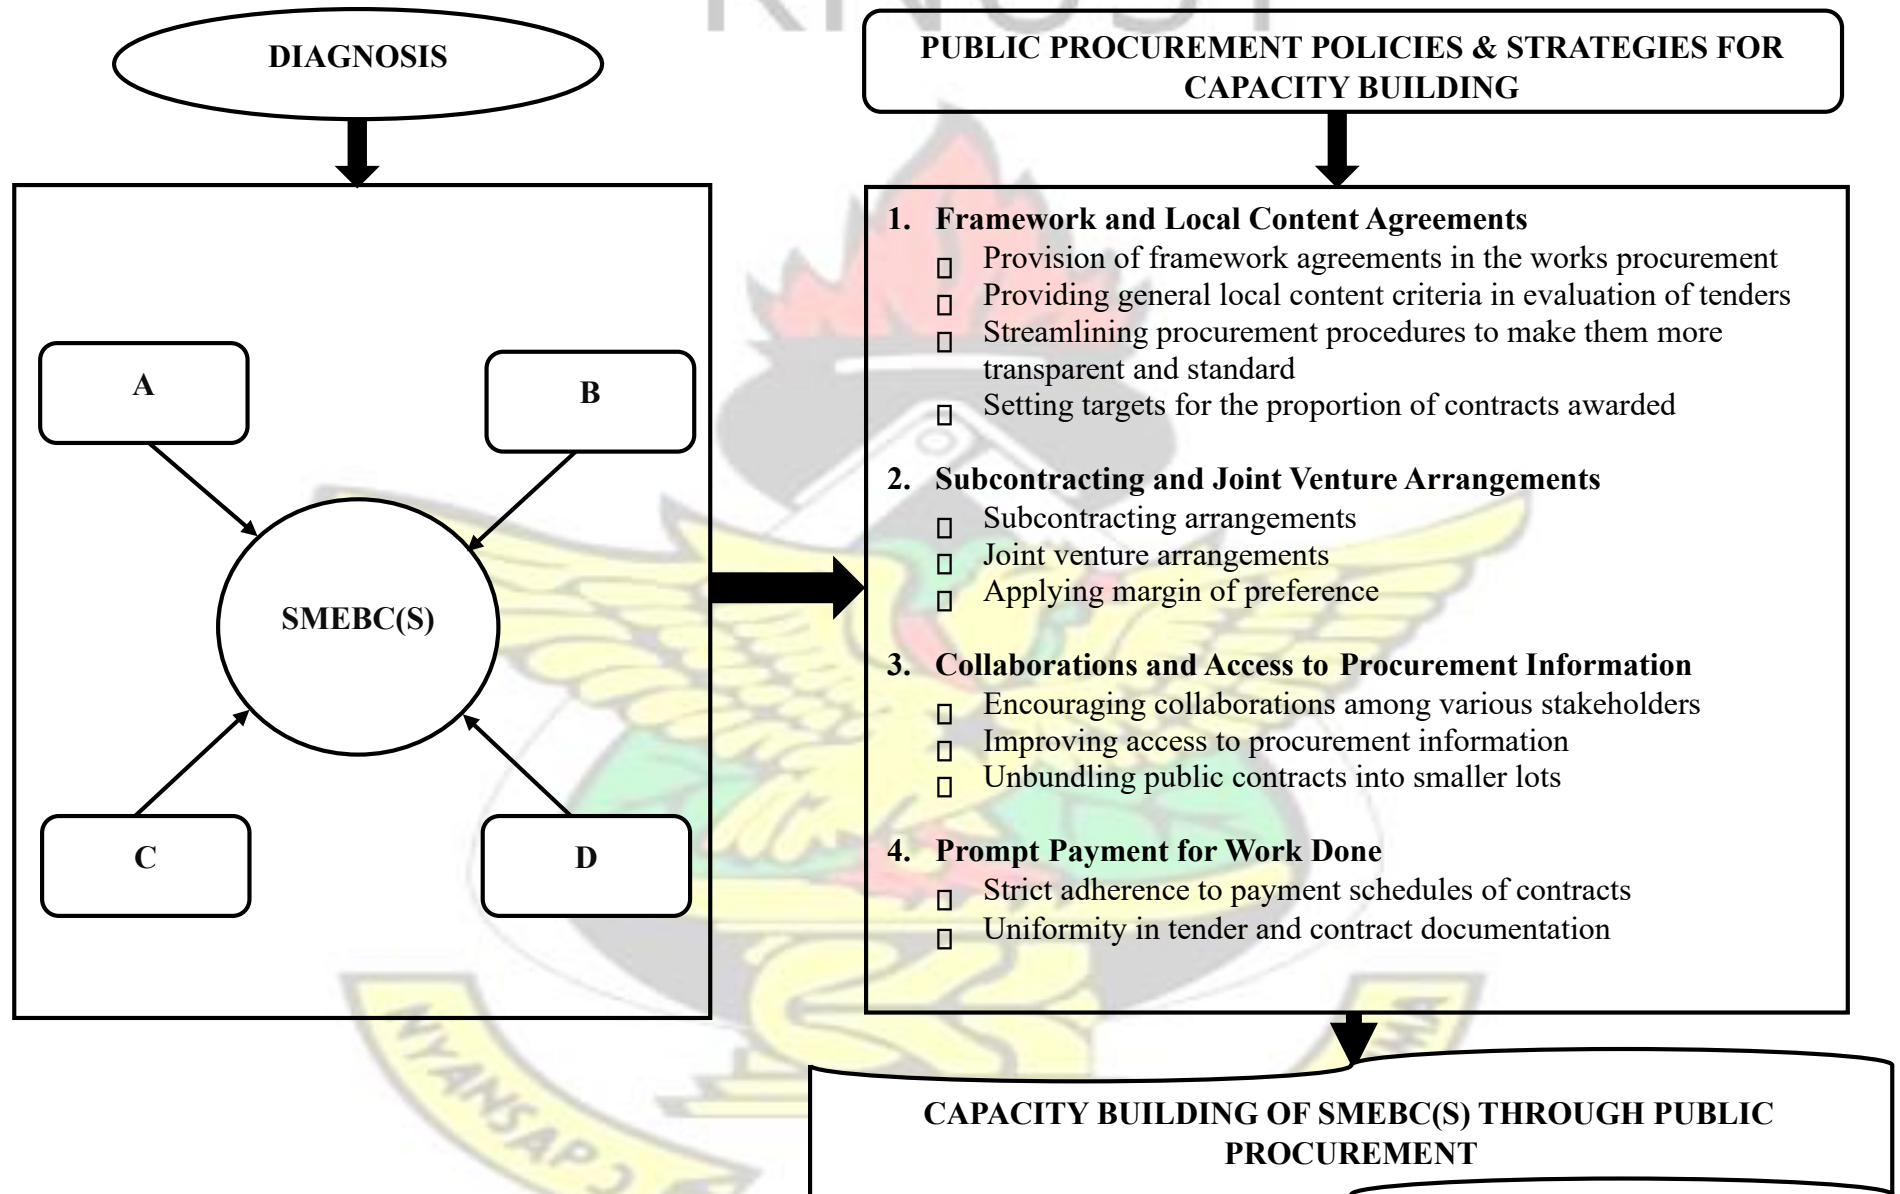 KNUST
DIAGNOSIS
PUBLIC PROCUREMENT POLICIES & STRATEGIES FOR
CAPACITY BUILDING
A
B
SMEBC(S)
C
D
1. Framework and Local Content Agreements
Provision of framework agreements in the works procurement
Providing general local content criteria in evaluation of tenders
Streamlining procurement procedures to make them more
transparent and standard
Setting targets for the proportion of contracts awarded
2. Subcontracting and Joint Venture Arrangements
Subcontracting arrangements
Joint venture arrangements
Applying margin of preference
3. Collaborations and Access to Procurement Information
Encouraging collaborations among various stakeholders
Improving access to procurement information
Unbundling public contracts into smaller lots
4. Prompt Payment for Work Done
Strict adherence to payment schedules of contracts
Uniformity in tender and contract documentation
CAPACITY BUILDING OF SMEBC(S) THROUGH PUBLIC
PROCUREMENT
NYANSAPO